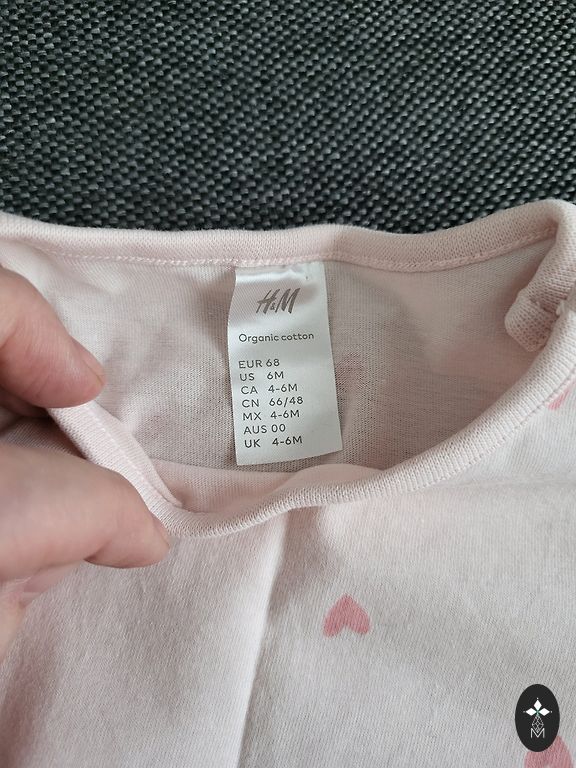 H&M
Organic cotton
EUR 68
US 6M
CA 4-6M
CN 66/48
MX 4-6M
AUS 00
UK 4-6M
M